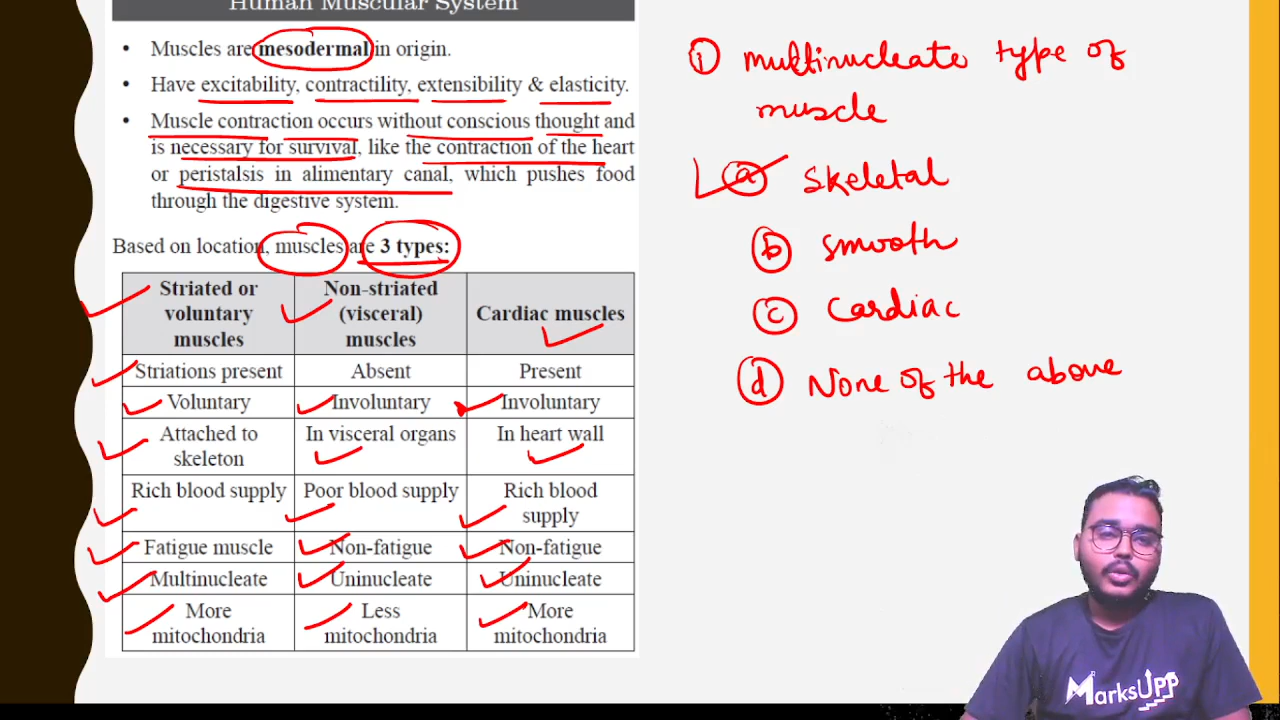 Human Muscular System
• Muscles are mesodermal in origin.
• Have excitability, contractility, extensibility & elasticity.
• Muscle contraction occurs without conscious thought and
is necessary for survival, like the contraction of the heart
or peristalsis in alimentary canal, which pushes food
through the digestive system.
Based on location, muscles are 3 types:
Striated or voluntary muscles
Non-striated (visceral) muscles
Cardiac muscles
Striations present
Absent
Present
Voluntary
Involuntary
Involuntary
Attached to skeleton
In visceral organs
In heart wall
Rich blood supply
Poor blood supply
Rich blood supply
Fatigue muscle
Non-fatigue
Non-fatigue
Multinucleate
Uninucleate
Uninucleate
More mitochondria
Less mitochondria
More mitochondria
① multinucleate type of
muscle
ⓐ Skeletal
ⓑ smooth
ⓒ Cardiac
ⓓ None of the above
MarksUpp